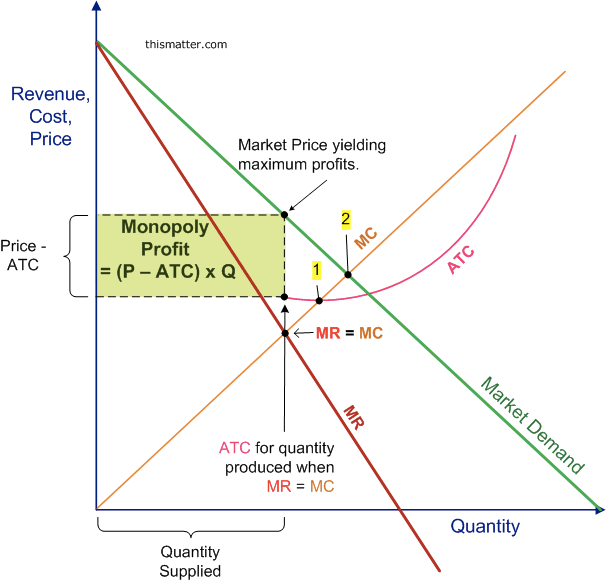 thismatter.com
Revenue,
Cost,
Price
Market Price yielding
maximum profits.
Price -
ATC
Monopoly
Profit
= (P – ATC) x Q
2
MC
1
ATC
MR = MC
MR
Market Demand
ATC for quantity
produced when
MR = MC
Quantity
Quantity
Supplied